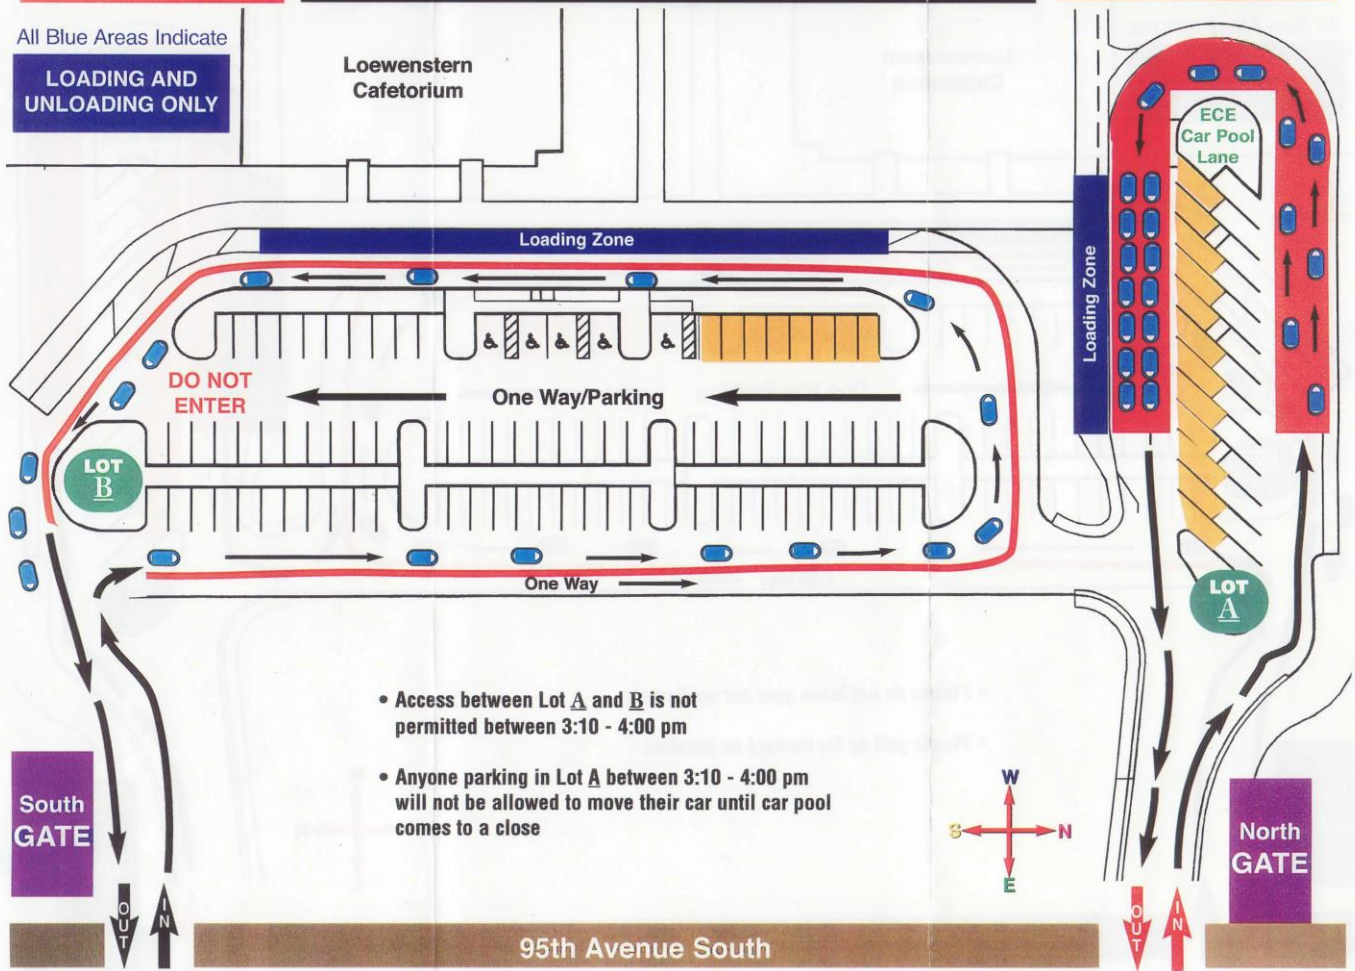 All Blue Areas Indicate
LOADING AND
UNLOADING ONLY
Loewenstern
Cafetorium
ECE
Car Pool
Lane
Loading Zone
Loading Zone
DO NOT
ENTER
One Way/Parking
LOT
B
One Way
LOT
A
• Access between Lot A and B is not
permitted between 3:10 - 4:00 pm
• Anyone parking in Lot A between 3:10 - 4:00 pm
will not be allowed to move their car until car pool
comes to a close
W
S
N
E
South
GATE
North
GATE
OUT
IN
OUT
IN
95th Avenue South